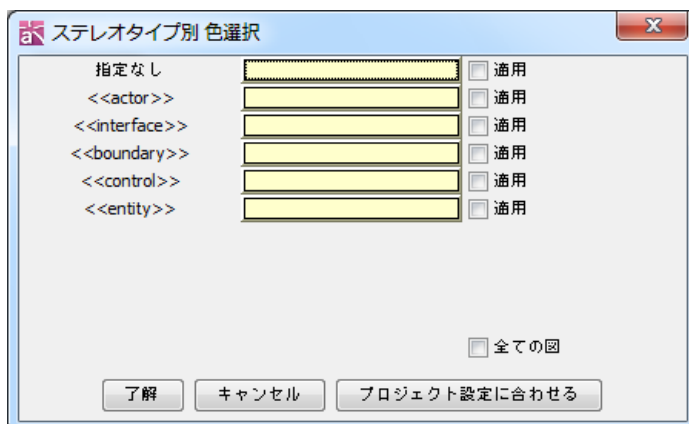 ステレオタイプ別 色選択
指定なし 適用
<<actor>> 適用
<<interface>> 適用
<<boundary>> 適用
<<control>> 適用
<<entity>> 適用
全ての図
了解 キャンセル プロジェクト設定に合わせる